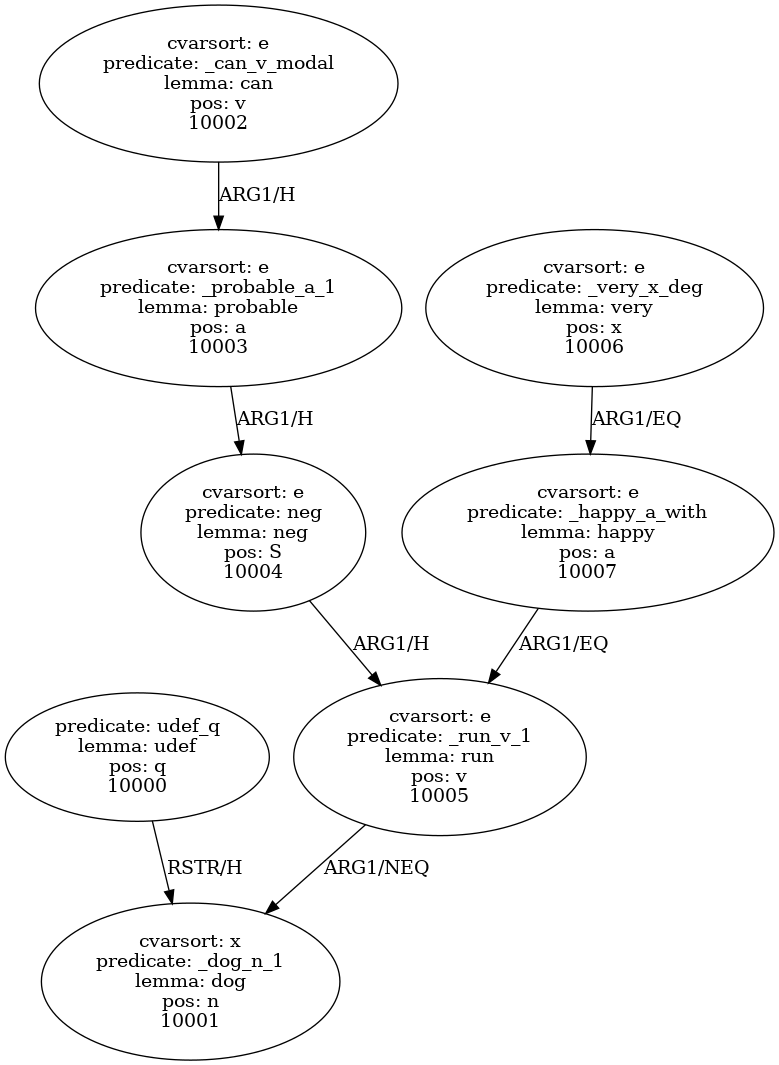 cvarsort: e
predicate: _can_v_modal
lemma: can
pos: v
10002
ARG1/H
cvarsort: e
predicate: _probable_a_1
lemma: probable
pos: a
10003
cvarsort: e
predicate: _very_x_deg
lemma: very
pos: x
10006
ARG1/H
ARG1/EQ
cvarsort: e
predicate: neg
lemma: neg
pos: S
10004
cvarsort: e
predicate: _happy_a_with
lemma: happy
pos: a
10007
ARG1/H
ARG1/EQ
predicate: udef_q
lemma: udef
pos: q
10000
cvarsort: e
predicate: _run_v_1
lemma: run
pos: v
10005
RSTR/H
ARG1/NEQ
cvarsort: x
predicate: _dog_n_1
lemma: dog
pos: n
10001